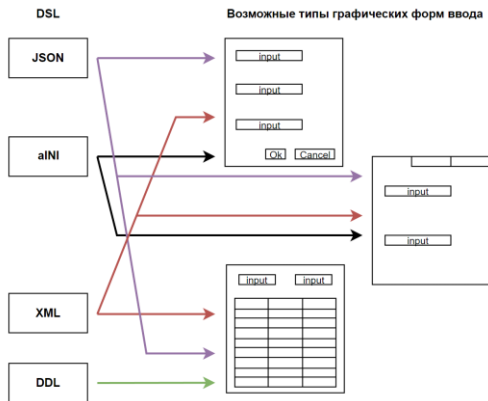 DSL
Возможные типы графических форм ввода
JSON
input
input
input
Ok
Cancel
aINI
input
input
XML
input
input
DDL